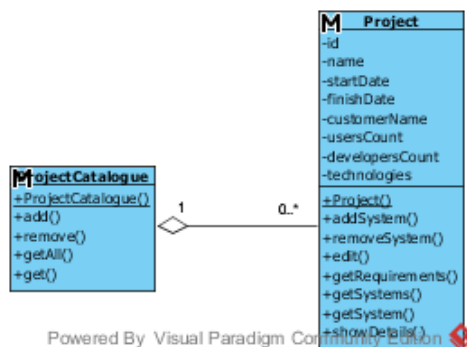 M Project
-id
-name
-startDate
-finishDate
-customerName
-usersCount
-developersCount
-technologies
+Project()
+addSystem()
+removeSystem()
+edit()
+getRequirements()
+getSystems()
+getSystem()
+showDetails()
M ProjectCatalogue
+ProjectCatalogue()
+add()
+remove()
+getAll()
+get()
1
0..*
Powered By Visual Paradigm Community Edition